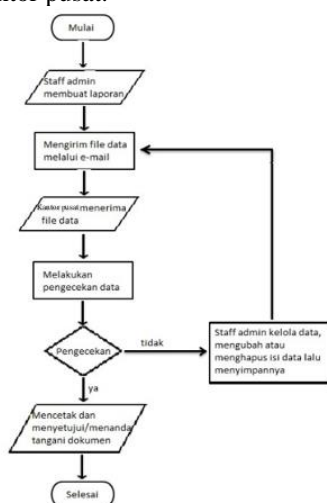 pusat.
Mulai
Staff admin
membuat laporan
Mengirim file data
melalui e-mail
Kantor pusat menerima
file data
Melakukan
pengecekan data
Pengecekan
tidak
Staff admin kelola data,
mengubah atau
menghapus isi data lalu
menyimpannya
ya
Mencetak dan
menyetujui/menanda
tangani dokumen
Selesai